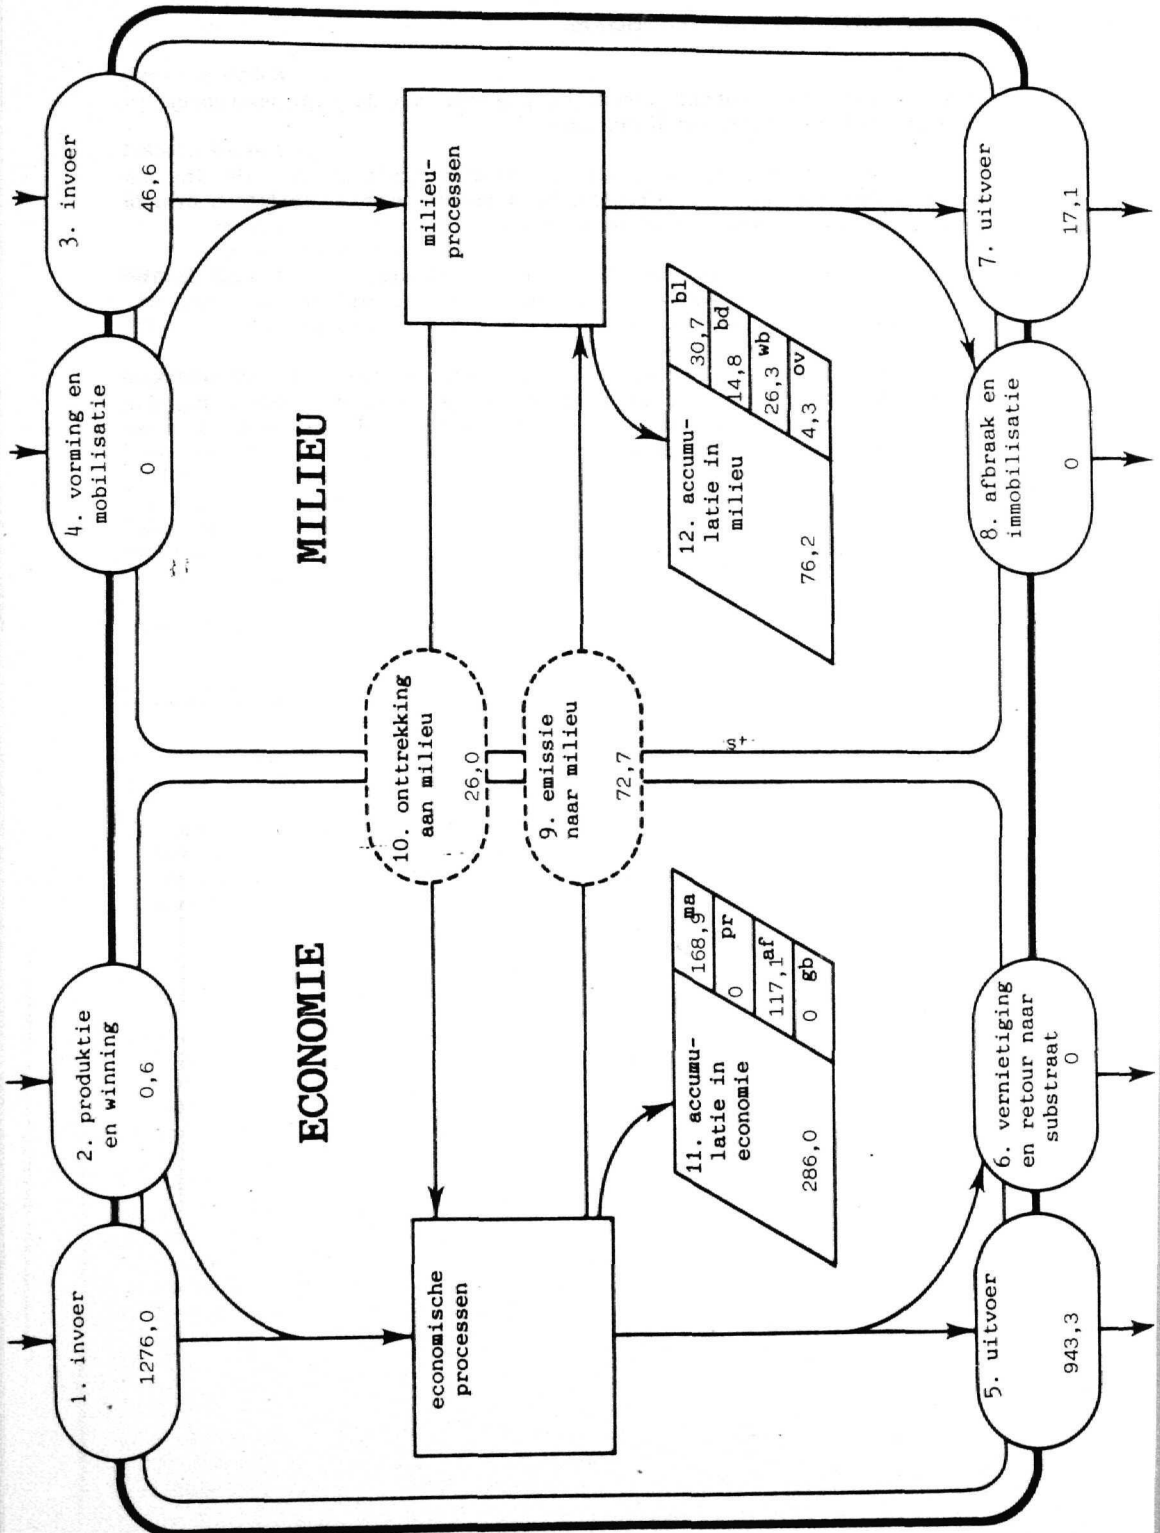 1. invoer
1276,0
2. produktie
en winning
0,6
4. vorming en
mobilisatie
0
3. invoer
46,6
ECONOMIE
MILIEU
economische
processen
10. onttrekking
aan milieu
26,0
milieu-
processen
9. emissie
naar milieu
72,7
11. accumu-
latie in
economie
286,0
168,9 ma
0 pr
117,1 af
0 gb
12. accumu-
latie in
milieu
76,2
30,7 bl
14,8 bd
26,3 wb
4,3 ov
5. uitvoer
943,3
6. vernietiging
en retour naar
substraat
0
8. afbraak en
immobilisatie
0
7. uitvoer
17,1